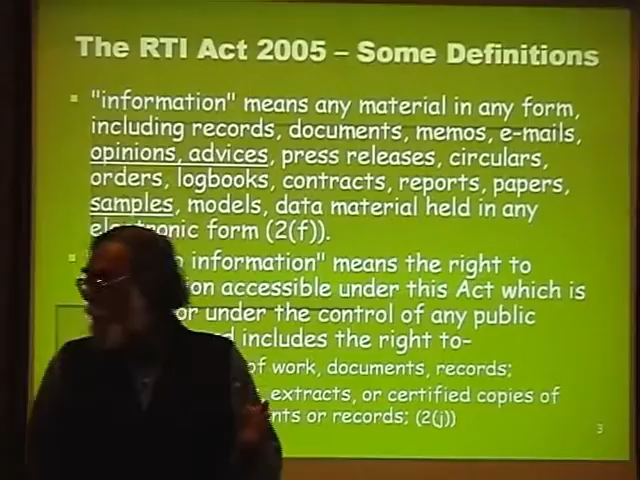 The RTI Act 2005 – Some Definitions
"information" means any material in any form,
including records, documents, memos, e-mails,
opinions, advices, press releases, circulars,
orders, logbooks, contracts, reports, papers,
samples, models, data material held in any
electronic form (2(f)).
information" means the right to
accessible under this Act which is
or under the control of any public
includes the right to-
of work, documents, records;
extracts, or certified copies of
or records; (2(j))
3